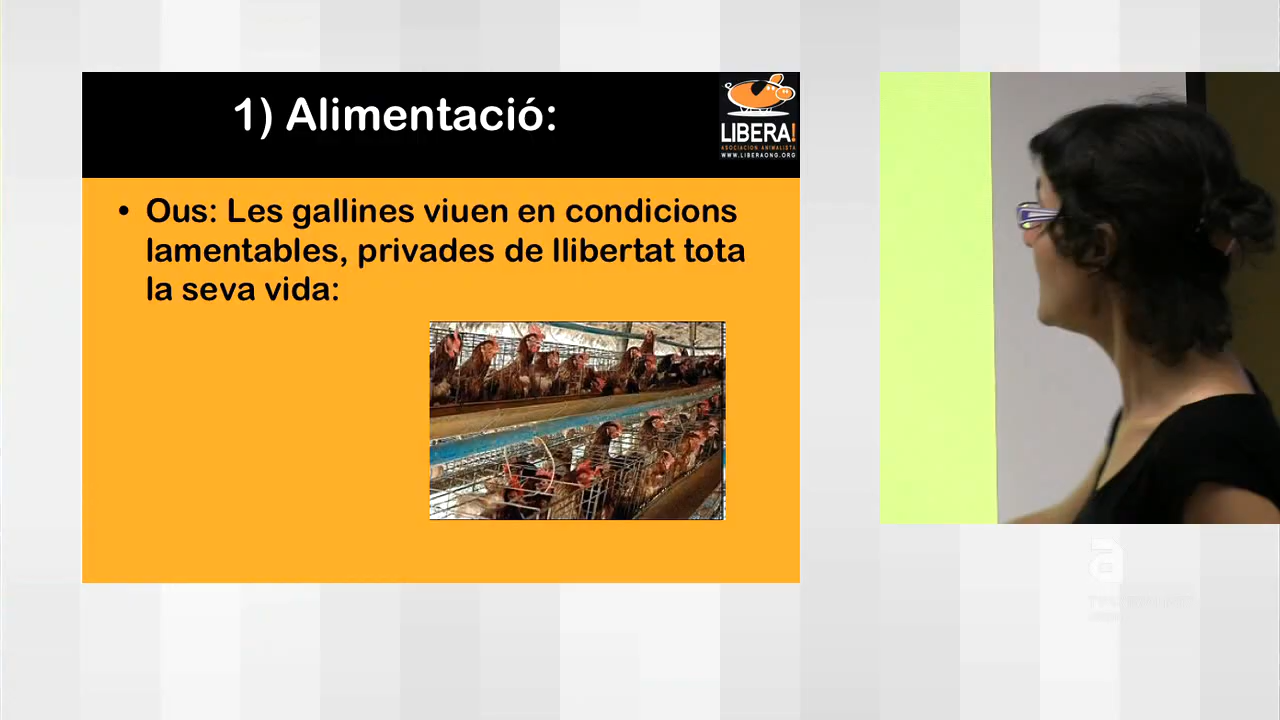 1) Alimentació:
LIBERA!
ASOCIACION ANIMALISTA
WWW.LIBERAONG.ORG
• Ous: Les gallines viuen en condicions
lamentables, privades de llibertat tota
la seva vida:
a